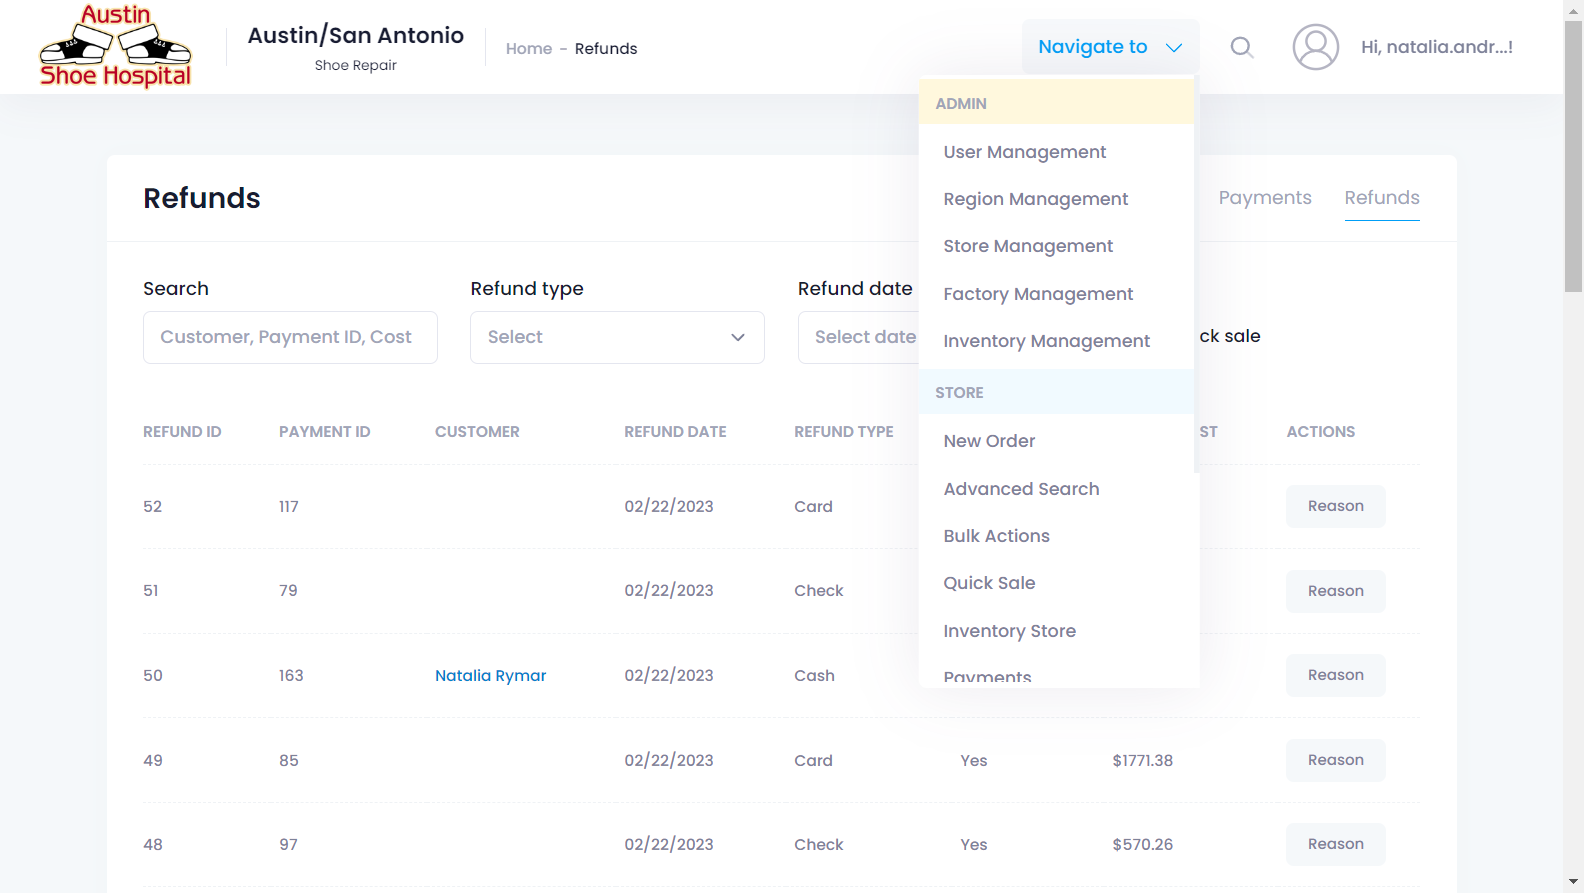 Austin
Shoe Hospital
Austin/San Antonio
Shoe Repair
Home - Refunds
Navigate to
Hi, natalia.andr...!
ADMIN
User Management
Region Management
Store Management
Factory Management
Inventory Management
STORE
New Order
Advanced Search
Bulk Actions
Quick Sale
Inventory Store
Payments
Refunds
Payments
Refunds
Search
Refund type
Refund date
Customer, Payment ID, Cost
Select
Select date
ck sale
REFUND ID PAYMENT ID CUSTOMER REFUND DATE REFUND TYPE ST ACTIONS
52 117 02/22/2023 Card Reason
51 79 02/22/2023 Check Reason
50 163 Natalia Rymar 02/22/2023 Cash Reason
49 85 02/22/2023 Card Yes $1771.38 Reason
48 97 02/22/2023 Check Yes $570.26 Reason